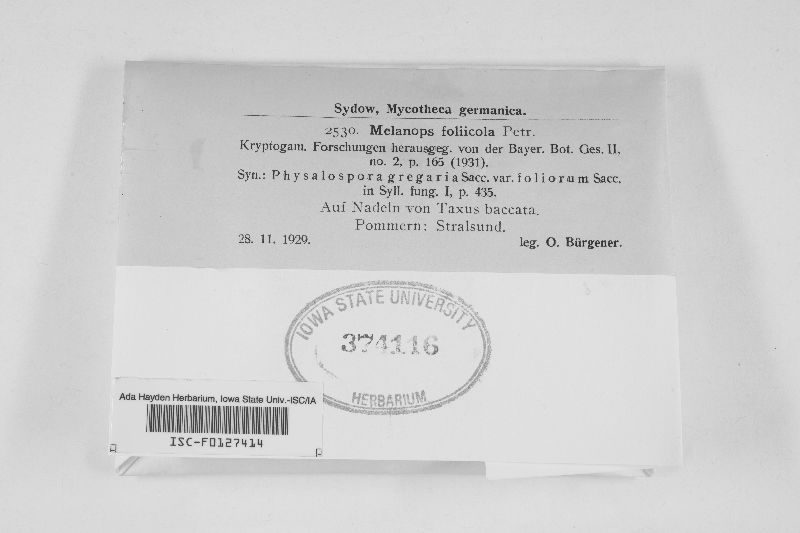 Sydow, Mycotheca germanica.
2530. Melanops foliicola Petr.
Kryptogam. Forschungen herausgeg. von der Bayer. Bot. Ges. II,
no. 2, p. 165 (1931).
Syn.: Physalospora gregaria Sacc. var. foliorum Sacc.
in Syll. fung. I, p. 435.
Auf Nadeln von Taxus baccata.
Pommern: Stralsund.
28. 11. 1929. leg. O. Bürgener.
IOWA STATE UNIVERSITY
374116
HERBARIUM
Ada Hayden Herbarium, Iowa State Univ.-ISC/IA
ISC-F0127414